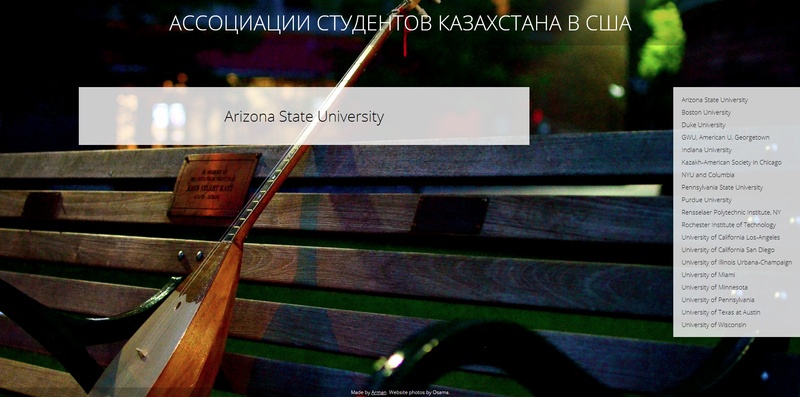 АССОЦИАЦИИ СТУДЕНТОВ КАЗАХСТАНА В США
Arizona State University
Arizona State University
Boston University
Duke University
GWU, American U, Georgetown
Indiana University
Kazakh-American Society in Chicago
NYU and Columbia
Pennsylvania State University
Purdue University
Rensselaer Polytechnic Institute, NY
Rochester Institute of Technology
University of California Los-Angeles
University of California San Diego
University of Illinois Urbana-Champaign
University of Miami
University of Minnesota
University of Pennsylvania
University of Texas at Austin
University of Wisconsin
Made by Arman. Website photos by Osama.